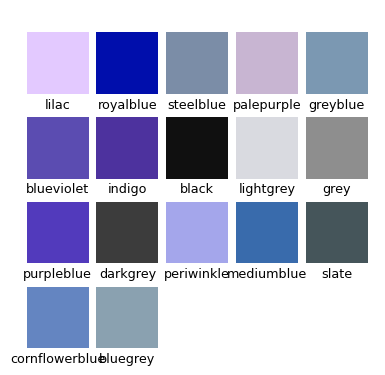 lilac royalblue steelblue palepurple greyblue
blueviolet indigo black lightgrey grey
purpleblue darkgrey periwinkle mediumblue slate
cornflowerblue bluegrey